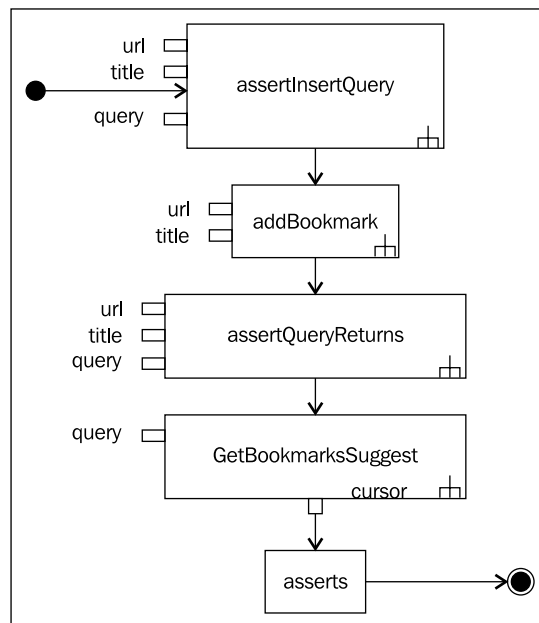 url
title
assertInsertQuery
query
url
addBookmark
title
url
title
assertQueryReturns
query
query
GetBookmarksSuggest
cursor
asserts